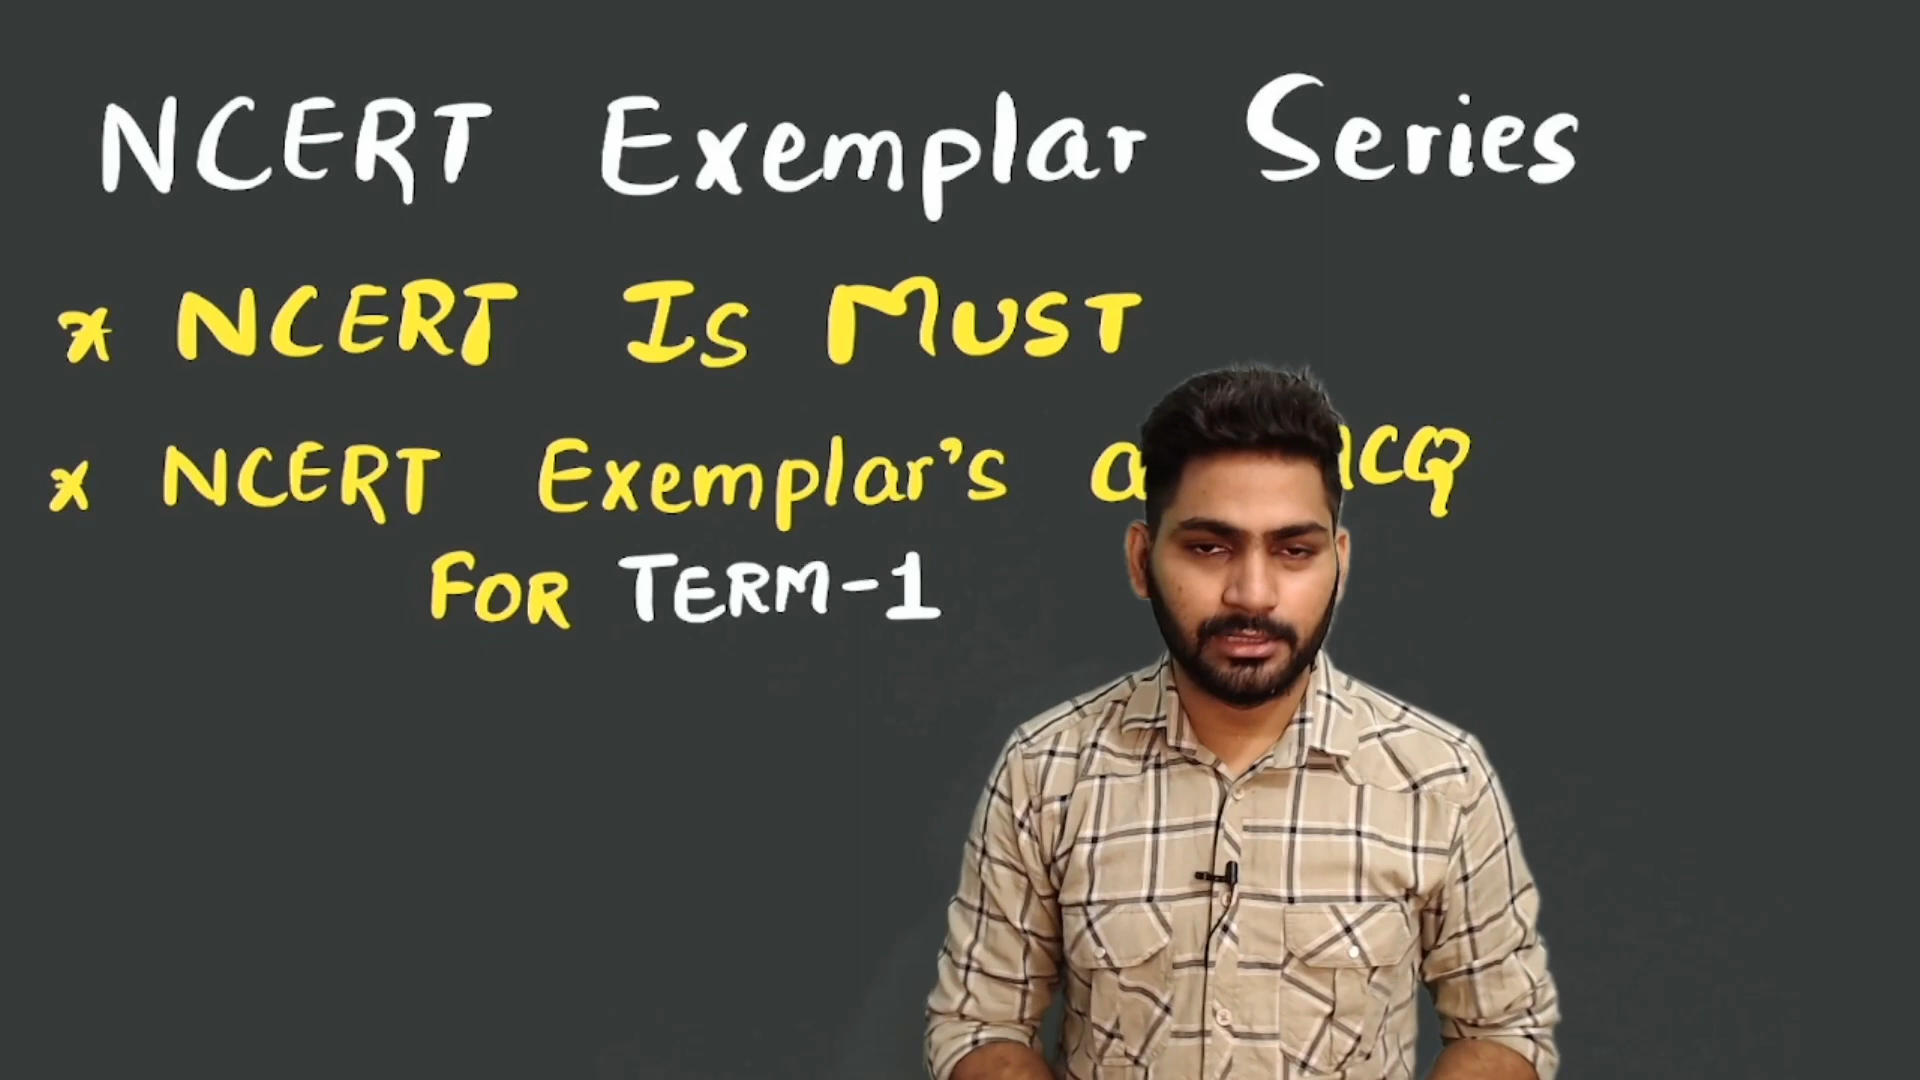 NCERT Exemplar Series
* NCERT Is MUST
* NCERT Exemplar's
FOR TERM-1